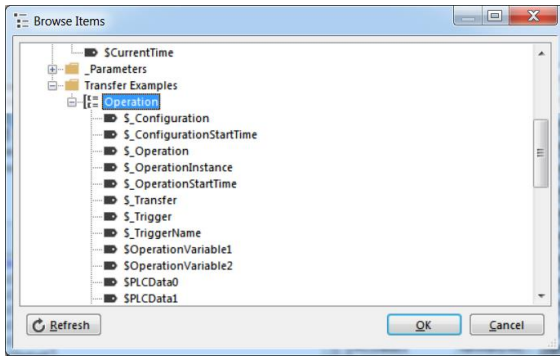 Browse Items
$CurrentTime
_Parameters
Transfer Examples
Operation
$_Configuration
$_ConfigurationStartTime
$_Operation
$_OperationInstance
$_OperationStartTime
$_Transfer
$_Trigger
$_TriggerName
$OperationVariable1
$OperationVariable2
$PLCData0
$PLCData1
Refresh OK Cancel